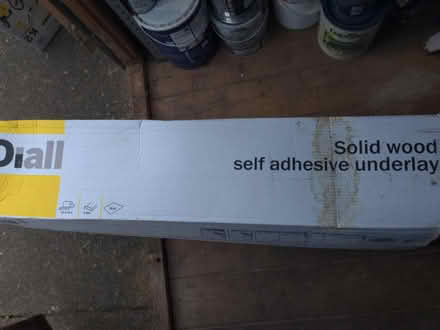 Diall
Solid wood
self adhesive underlay